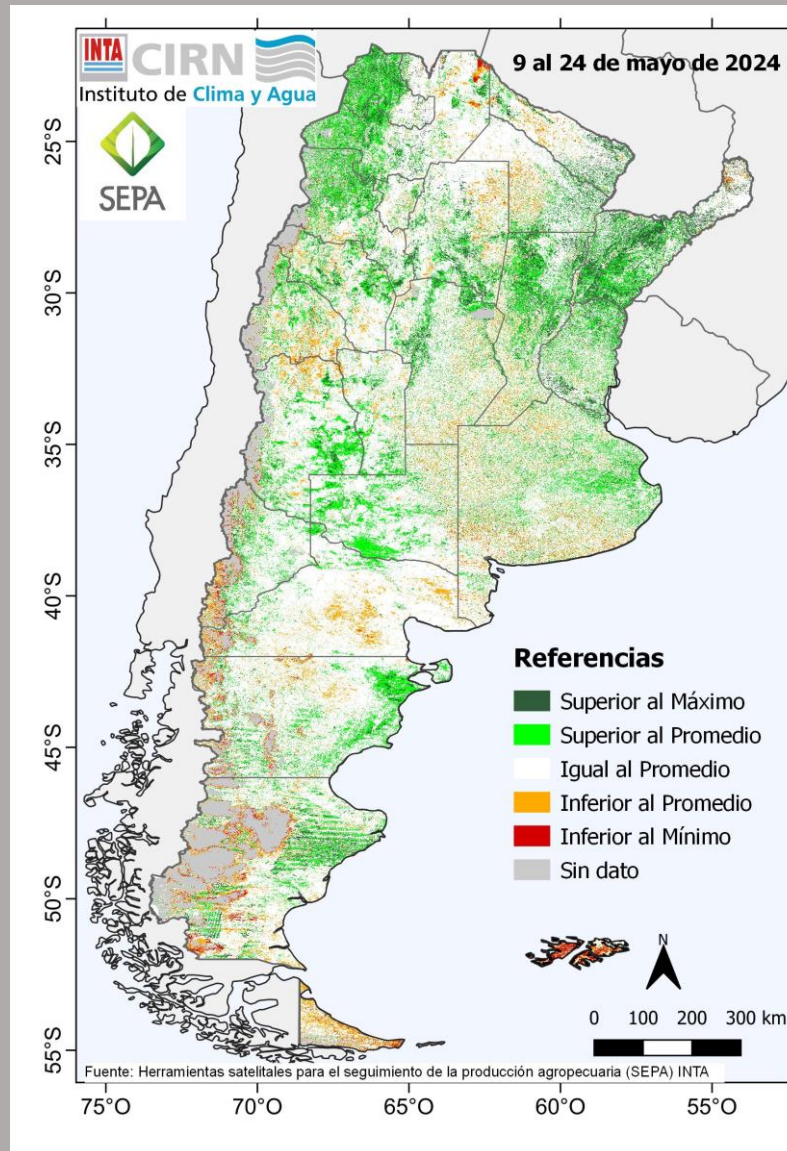 INTA
CIRN
Instituto de Clima y Agua
SEPA
9 al 24 de mayo de 2024
25°S
30°S
35°S
40°S
45°S
50°S
55°S
Referencias
Superior al Máximo
Superior al Promedio
Igual al Promedio
Inferior al Promedio
Inferior al Mínimo
Sin dato
N
0 100 200 300 km
Fuente: Herramientas satelitales para el seguimiento de la producción agropecuaria (SEPA) INTA
75°O 70°O 65°O 60°O 55°O